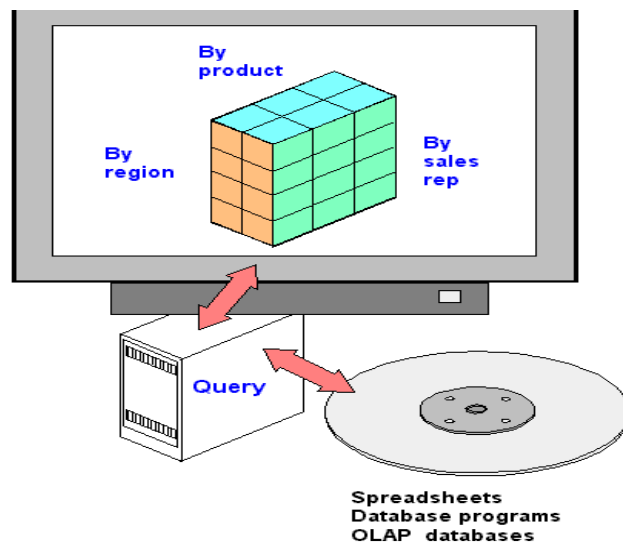 By
product
By
region
By
sales
rep
Query
Spreadsheets
Database programs
OLAP databases